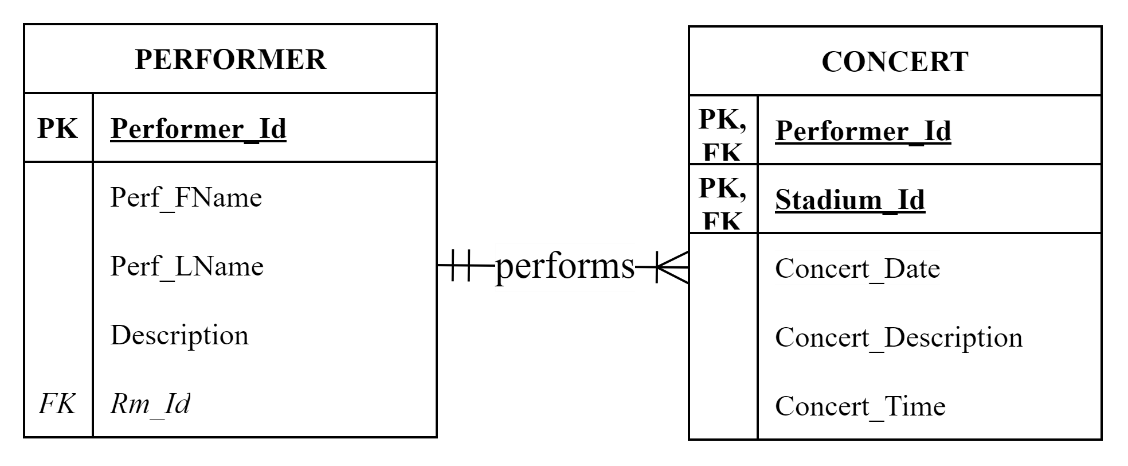 PERFORMER
PK Performer_Id
Perf_FName
Perf_LName
Description
FK Rm_Id
performs
CONCERT
PK,
FK
Performer_Id
PK,
FK
Stadium_Id
Concert_Date
Concert_Description
Concert_Time